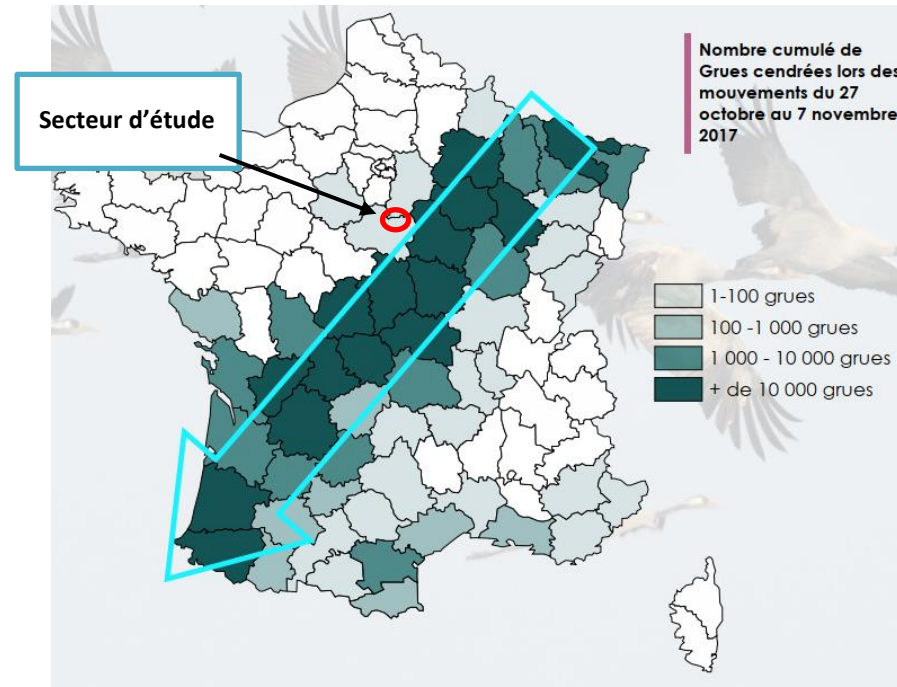 Nombre cumulé de
Grues cendrées lors des
mouvements du 27
octobre au 7 novembre
2017
Secteur d'étude
1-100 grues
100 -1 000 grues
1 000 - 10 000 grues
+ de 10 000 grues